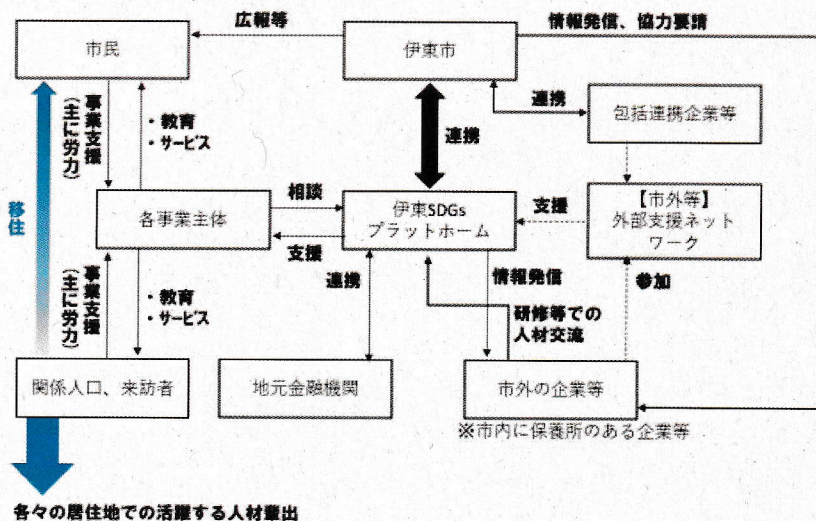 広報等
情報発信、協力要請
市民
伊東市
連携
包括連携企業等
事業支援
(主に労力)
・教育
・サービス
連携
移住
相談
各事業主体
伊東SDGs
プラットホーム
支援
【市外等】
外部支援ネット
ワーク
支援
事業支援
(主に労力)
・教育
・サービス
連携
情報発信
参加
研修等での
人材交流
関係人口、来訪者
地元金融機関
市外の企業等
※市内に保養所のある企業等
各々の居住地での活躍する人材輩出